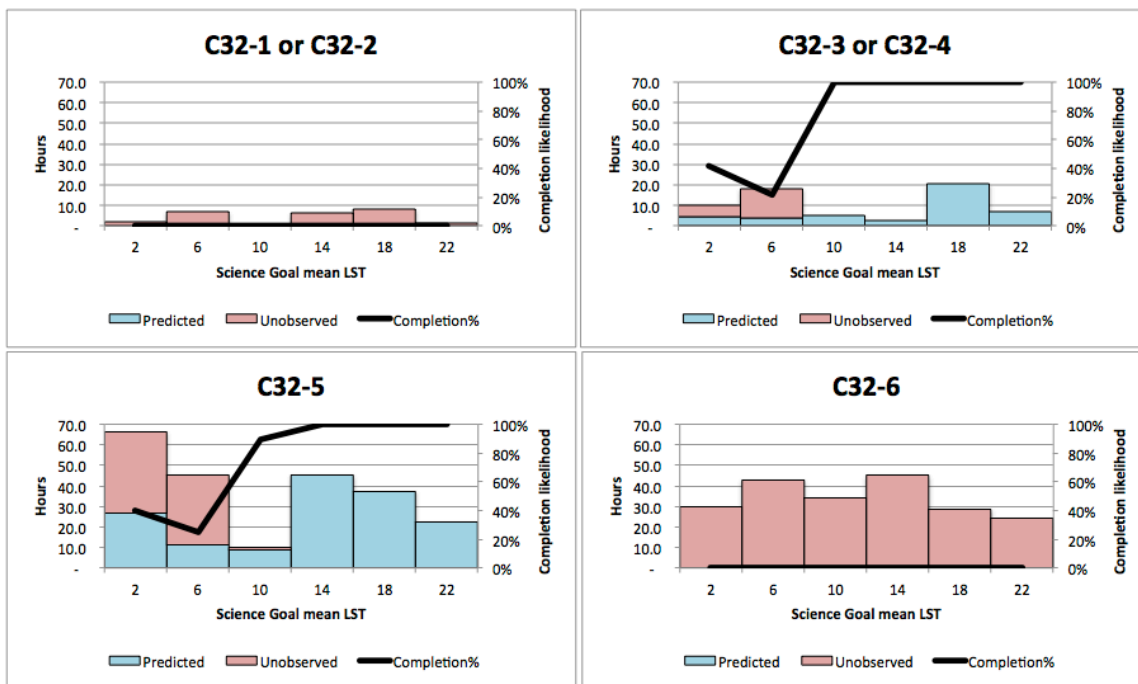 C32-1 or C32-2
70.0
60.0
50.0
40.0
30.0
20.0
10.0
-
Hours
100%
80%
60%
40%
20%
0%
Completion likelihood
2 6 10 14 18 22
Science Goal mean LST
Predicted Unobserved Completion%
C32-3 or C32-4
70.0
60.0
50.0
40.0
30.0
20.0
10.0
-
Hours
100%
80%
60%
40%
20%
0%
Completion likelihood
2 6 10 14 18 22
Science Goal mean LST
Predicted Unobserved Completion%
C32-5
70.0
60.0
50.0
40.0
30.0
20.0
10.0
-
Hours
100%
80%
60%
40%
20%
0%
Completion likelihood
2 6 10 14 18 22
Science Goal mean LST
Predicted Unobserved Completion%
C32-6
70.0
60.0
50.0
40.0
30.0
20.0
10.0
-
Hours
100%
80%
60%
40%
20%
0%
Completion likelihood
2 6 10 14 18 22
Science Goal mean LST
Predicted Unobserved Completion%